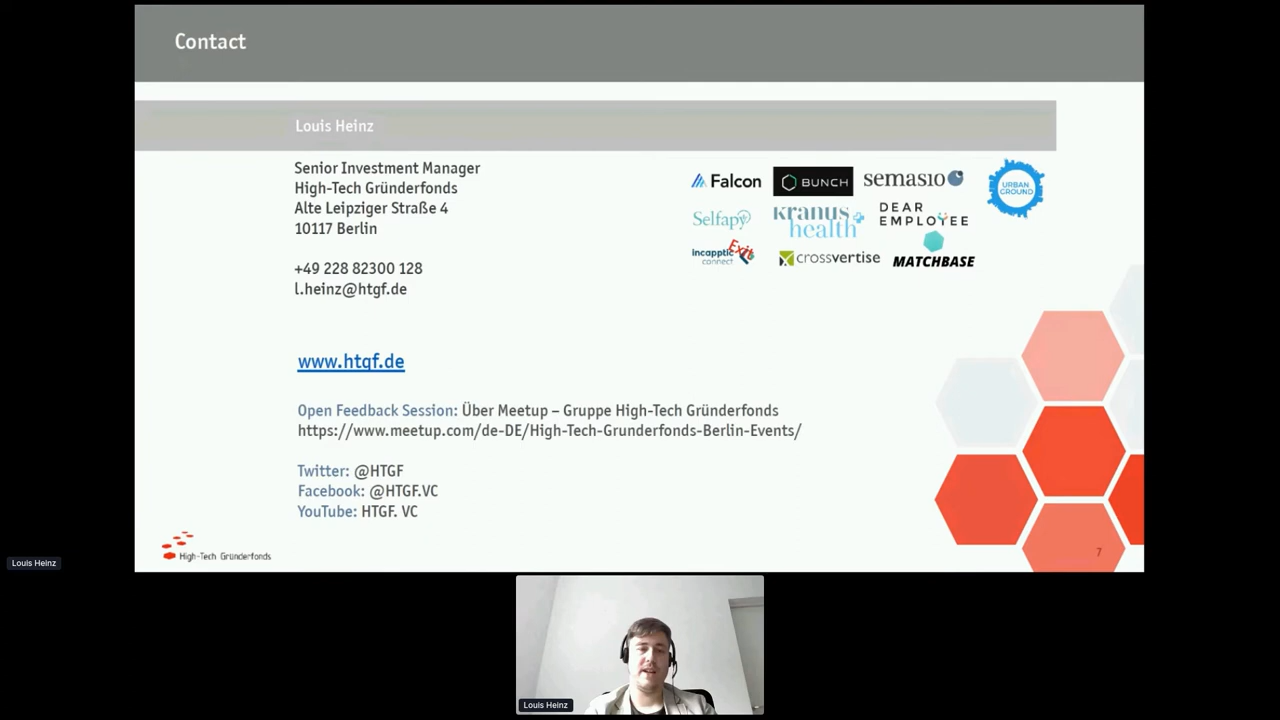 Contact
Louis Heinz
Senior Investment Manager
High-Tech Gründerfonds
Alte Leipziger Straße 4
10117 Berlin
+49 228 82300 128
l.heinz@htgf.de
Falcon
BUNCH
semasio
URBAN
GROUND
Selfapy
kranus
health
DEAR
EMPLOYEE
incapptic
connect
Exit
crossvertise
MATCHBASE
www.htgf.de
Open Feedback Session: Über Meetup – Gruppe High-Tech Gründerfonds
https://www.meetup.com/de-DE/High-Tech-Grunderfonds-Berlin-Events/
Twitter: @HTGF
Facebook: @HTGF.VC
YouTube: HTGF. VC
High-Tech Gründerfonds
7
Louis Heinz
Louis Heinz